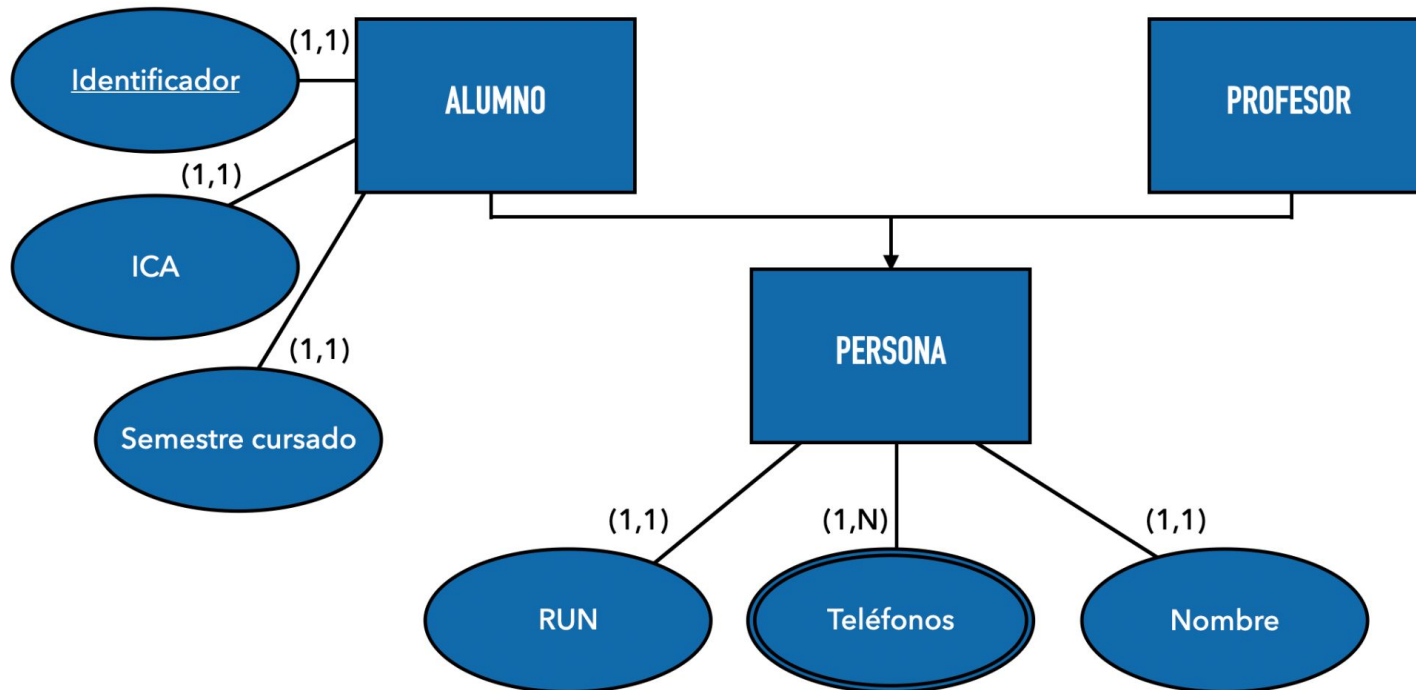 (1,1)
Identificador
ALUMNO
PROFESOR
(1,1)
ICA
(1,1)
PERSONA
Semestre cursado
(1,1)
(1,N)
(1,1)
RUN
Teléfonos
Nombre